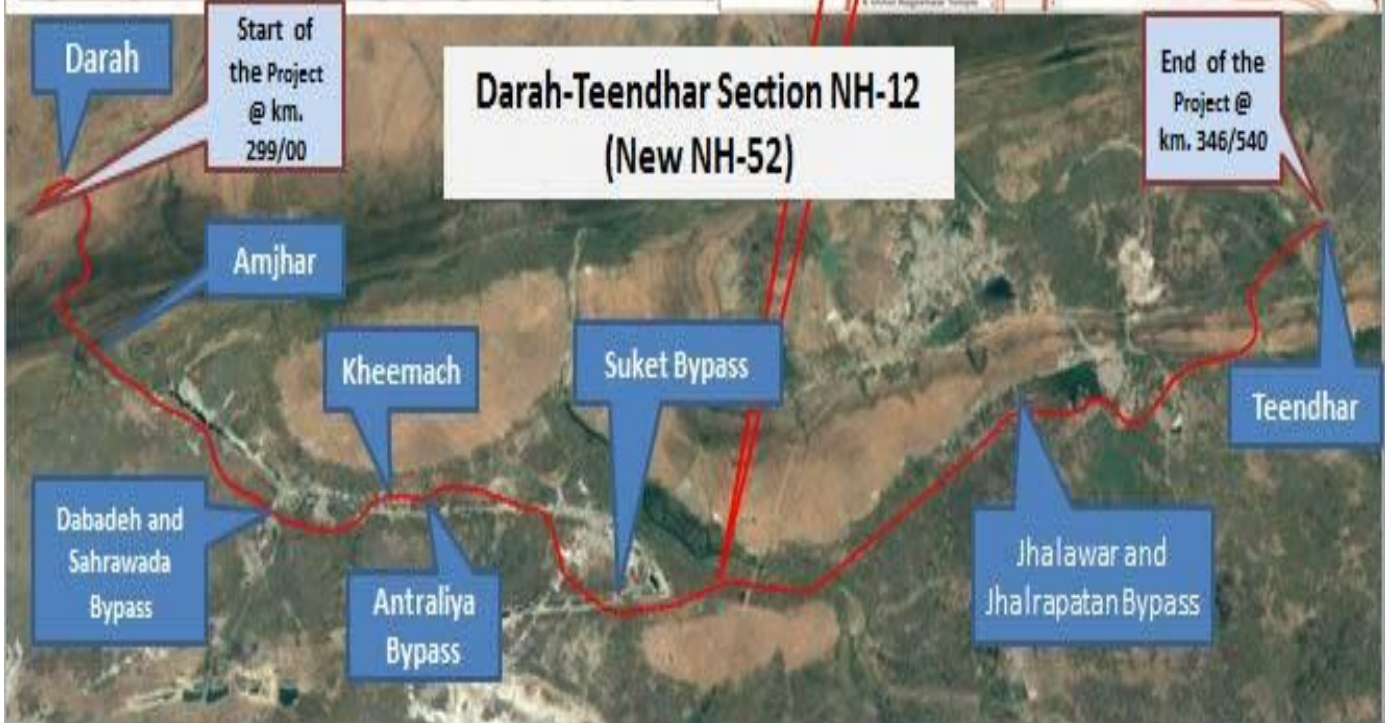 Darah
Start of
the Project
@ km.
299/00
Darah-Teendhar Section NH-12
(New NH-52)
End of the
Project @
km. 346/540
Amjhar
Kheemach
Suket Bypass
Teendhar
Dabadeh and
Sahrawada
Bypass
Antraliya
Bypass
Jhalawar and
Jhalrapatan Bypass